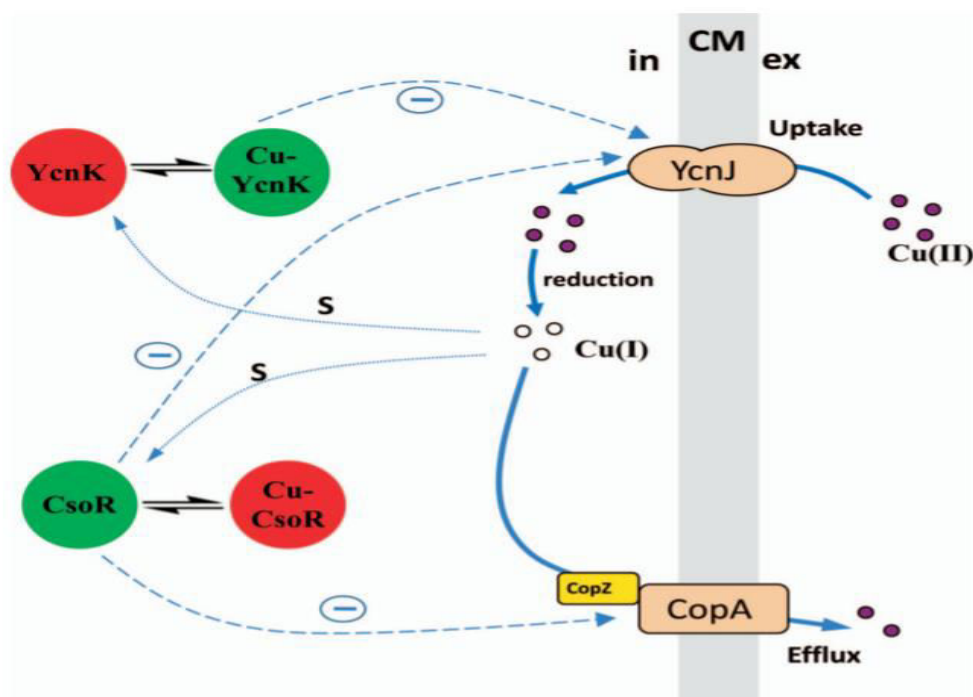 CM
in
ex
Uptake
YcnK
Cu-
YcnK
YcnJ
Cu(II)
reduction
S
Cu(I)
S
CsoR
Cu-
CsoR
CopZ
CopA
Efflux